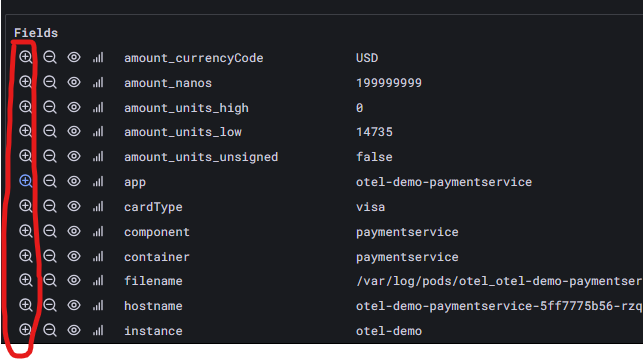 Fields
amount_currencyCode USD
amount_nanos 199999999
amount_units_high 0
amount_units_low 14735
amount_units_unsigned false
app otel-demo-paymentservice
cardType visa
component paymentservice
container paymentservice
filename /var/log/pods/otel_otel-demo-paymentser
hostname otel-demo-paymentservice-5ff7775b56-rzq
instance otel-demo